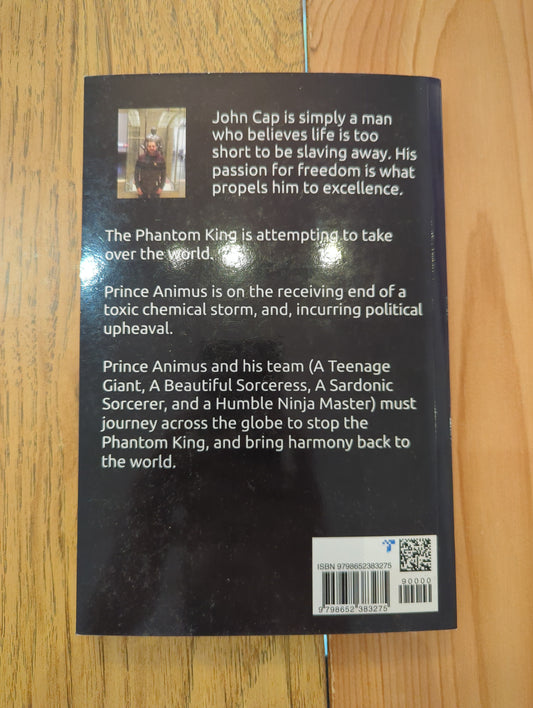 John Cap is simply a man
who believes life is too
short to be slaving away. His
passion for freedom is what
propels him to excellence.
The Phantom King is attempting to take
over the world.
Prince Animus is on the receiving end of a
toxic chemical storm, and, incurring political
upheaval.
Prince Animus and his team (A Teenage
Giant, A Beautiful Sorceress, A Sardonic
Sorcerer, and a Humble Ninja Master) must
journey across the globe to stop the
Phantom King, and bring harmony back to
the world.
ISBN 9798652383275
90000
9 798652 383275